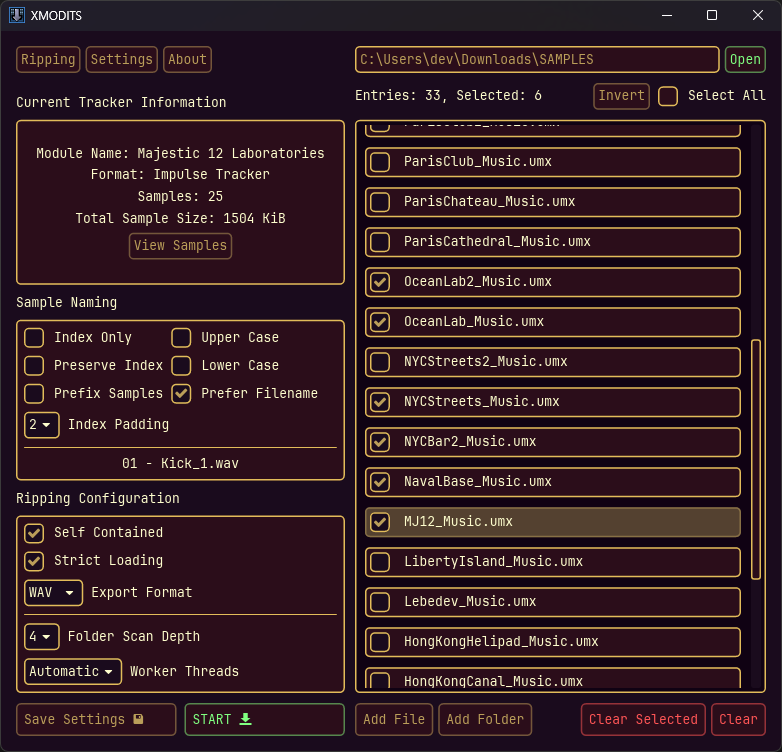 XMODITS
Ripping Settings About
C:\Users\dev\Downloads\SAMPLES Open
Entries: 33, Selected: 6 Invert Select All
Current Tracker Information
Module Name: Majestic 12 Laboratories
Format: Impulse Tracker
Samples: 25
Total Sample Size: 1504 KiB
View Samples
Sample Naming
Index Only Upper Case
Preserve Index Lower Case
Prefix Samples Prefer Filename
2 Index Padding
01 - Kick_1.wav
Ripping Configuration
Self Contained
Strict Loading
WAV Export Format
4 Folder Scan Depth
Automatic Worker Threads
Save Settings START
ParisClub_Music.umx
ParisChateau_Music.umx
ParisCathedral_Music.umx
OceanLab2_Music.umx
OceanLab_Music.umx
NYCStreets2_Music.umx
NYCStreets_Music.umx
NYCBar2_Music.umx
NavalBase_Music.umx
MJ12_Music.umx
LibertyIsland_Music.umx
Lebedev_Music.umx
HongKongHelipad_Music.umx
HongKongCanal_Music.umx
Add File Add Folder Clear Selected Clear